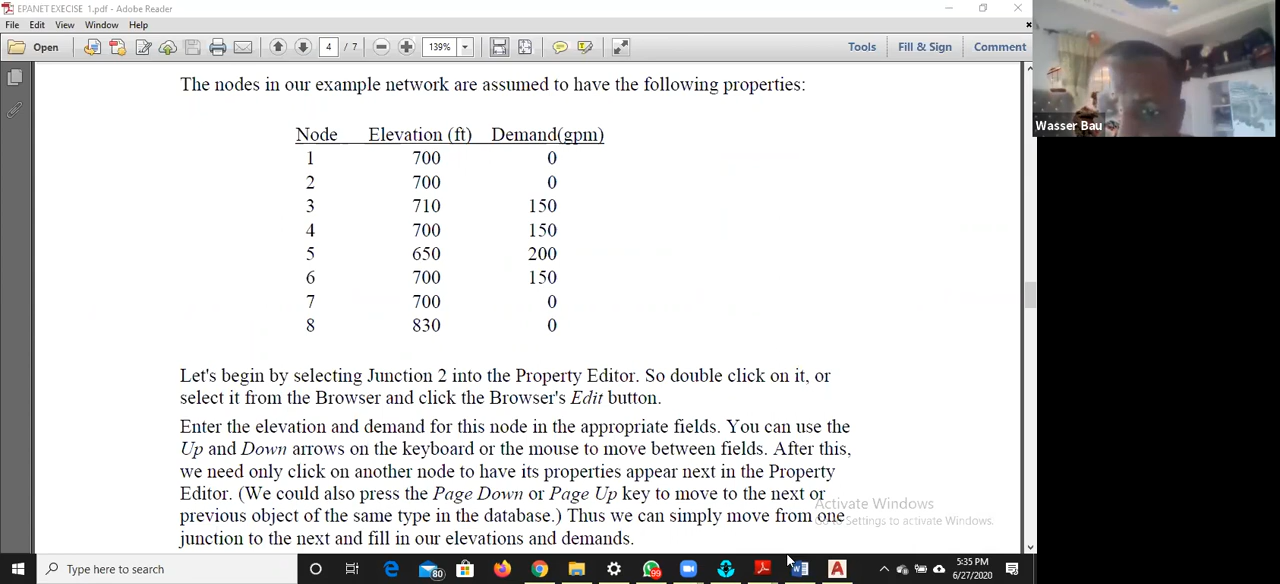 EPANET EXECISE 1.pdf - Adobe Reader
File Edit View Window Help
Open 4 / 7 139% Tools Fill & Sign Comment
The nodes in our example network are assumed to have the following properties:
Node Elevation (ft) Demand(gpm)
1 700 0
2 700 0
3 710 150
4 700 150
5 650 200
6 700 150
7 700 0
8 830 0
Let's begin by selecting Junction 2 into the Property Editor. So double click on it, or
select it from the Browser and click the Browser's Edit button.
Enter the elevation and demand for this node in the appropriate fields. You can use the
Up and Down arrows on the keyboard or the mouse to move between fields. After this,
we need only click on another node to have its properties appear next in the Property
Editor. (We could also press the Page Down or Page Up key to move to the next or
previous object of the same type in the database.) Thus we can simply move from one
junction to the next and fill in our elevations and demands.
Activate Windows
Go to Settings to activate Windows.
Wasser Bau
Type here to search
80
99
5:35 PM
6/27/2020